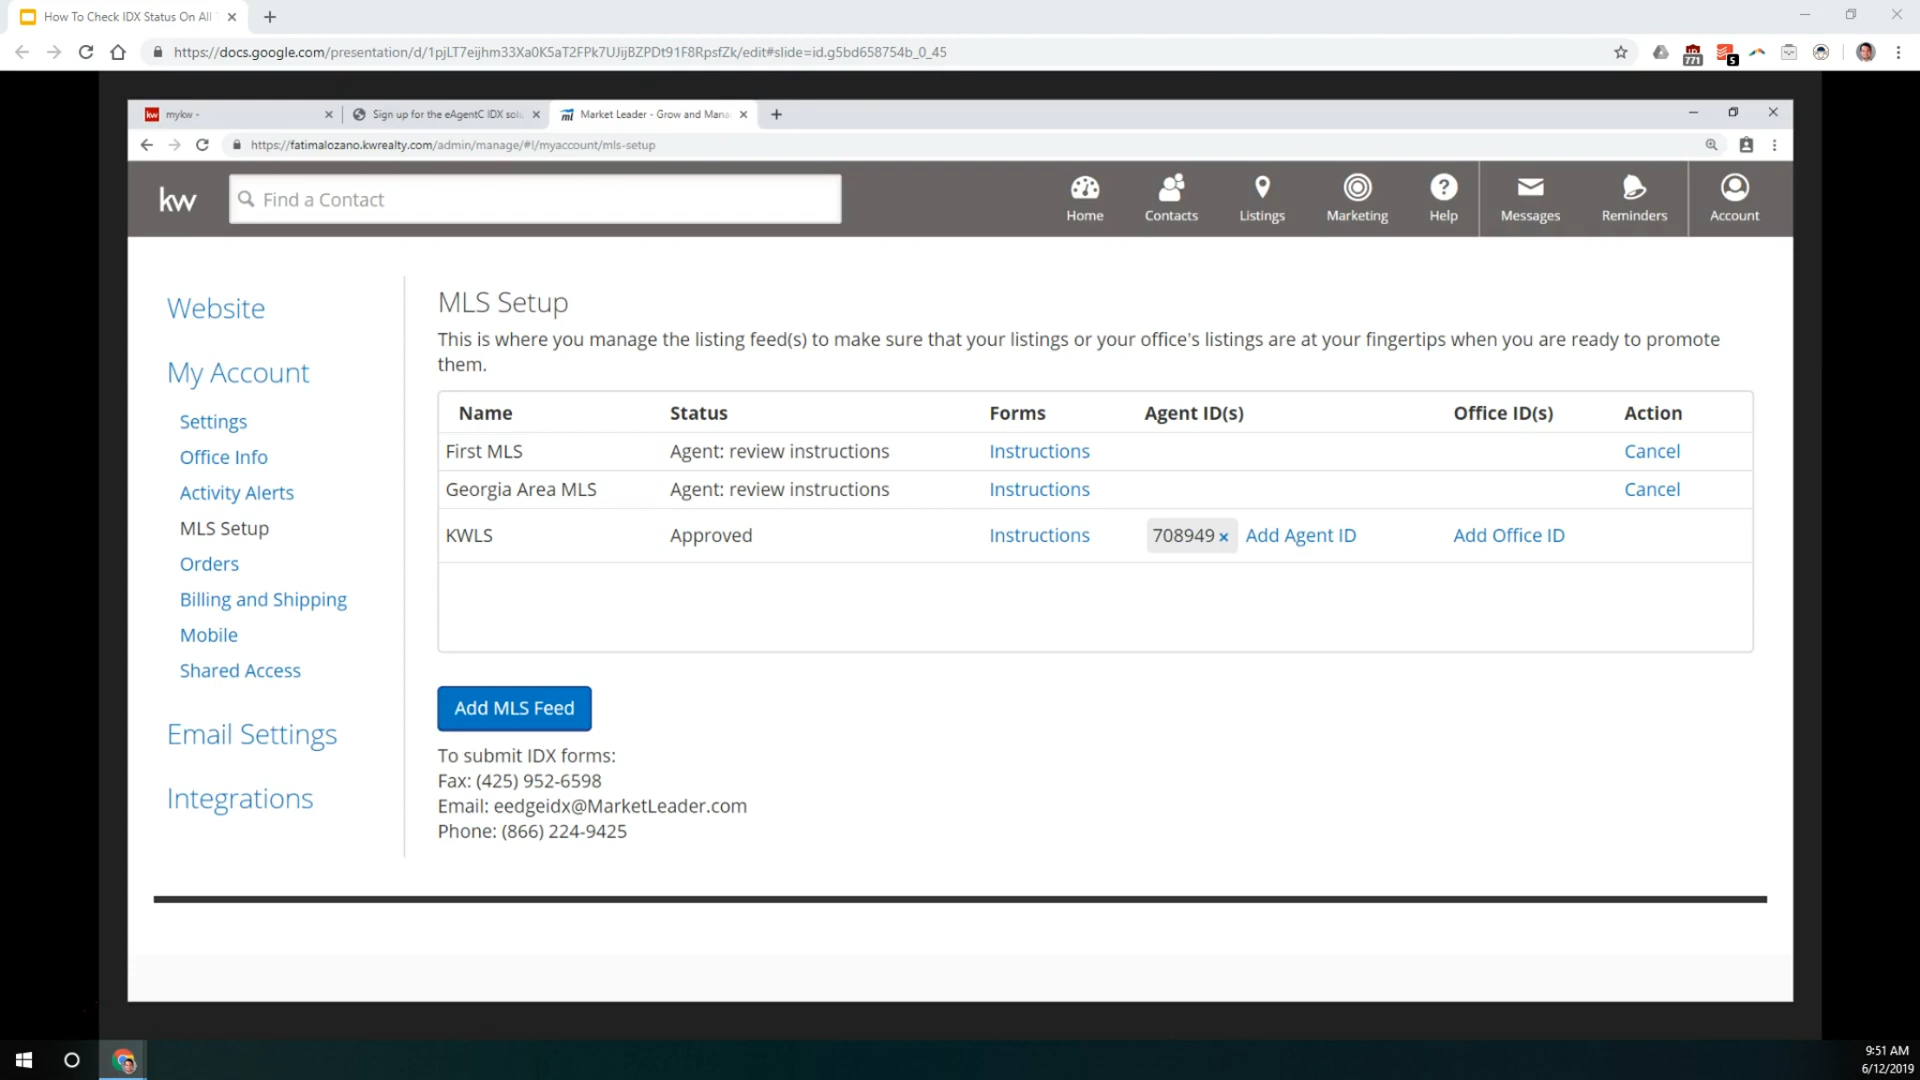 How To Check IDX Status On All
https://docs.google.com/presentation/d/1pjLT7eijhm33Xa0K5aT2FPk7UJijBZPDt91F8RpsfZk/edit#slide=id.g5bd658754b_0_45
771
5
kw mykw -
Sign up for the eAgentC IDX solu
Market Leader - Grow and Mana
https://fatimalozano.kwrealty.com/admin/manage/#!/myaccount/mls-setup
kw
Find a Contact
Home
Contacts
Listings
Marketing
Help
Messages
Reminders
Account
Website
My Account
Settings
Office Info
Activity Alerts
MLS Setup
Orders
Billing and Shipping
Mobile
Shared Access
Email Settings
Integrations
MLS Setup
This is where you manage the listing feed(s) to make sure that your listings or your office's listings are at your fingertips when you are ready to promote
them.
Name Status Forms Agent ID(s) Office ID(s) Action
First MLS Agent: review instructions Instructions Cancel
Georgia Area MLS Agent: review instructions Instructions Cancel
KWLS Approved Instructions 708949 × Add Agent ID Add Office ID
Add MLS Feed
To submit IDX forms:
Fax: (425) 952-6598
Email: eedgeidx@MarketLeader.com
Phone: (866) 224-9425
9:51 AM
6/12/2019